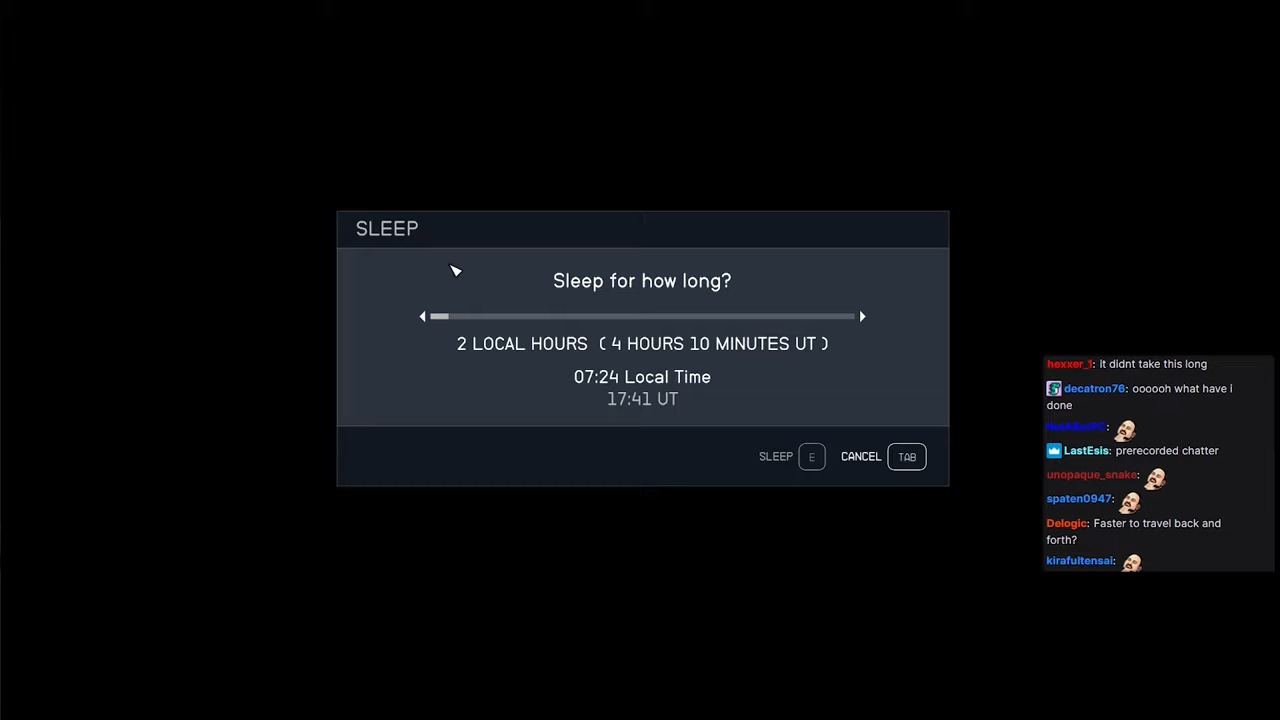 SLEEP
Sleep for how long?
2 LOCAL HOURS ( 4 HOURS 10 MINUTES UT )
07:24 Local Time
17:41 UT
SLEEP E CANCEL TAB
hexxer_1: it didnt take this long
decatron76: oooooh what have i
done
LastEsis: prerecorded chatter
unopaque_snake:
spaten0947:
Delogic: Faster to travel back and
forth?
kirafultensai: